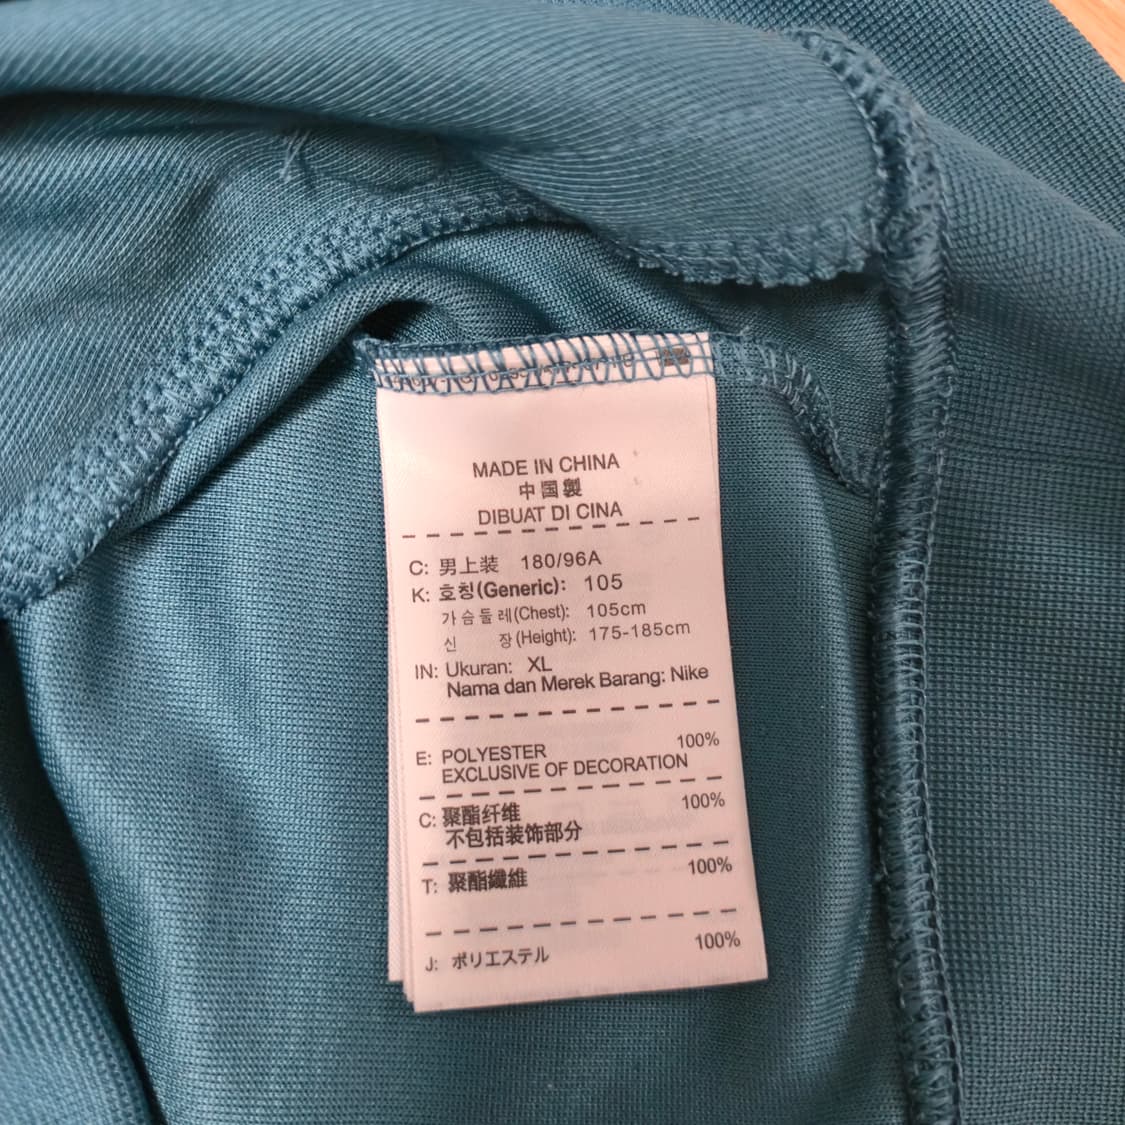 MADE IN CHINA
中国製
DIBUAT DI CINA
C: 男上装 180/96A
K: 호칭(Generic): 105
가슴둘레(Chest): 105cm
신 장(Height): 175-185cm
IN: Ukuran: XL
Nama dan Merek Barang: Nike
E: POLYESTER 100%
EXCLUSIVE OF DECORATION
C: 聚酯纤维 100%
不包括装饰部分
T: 聚酯纖維 100%
J: ポリエステル 100%